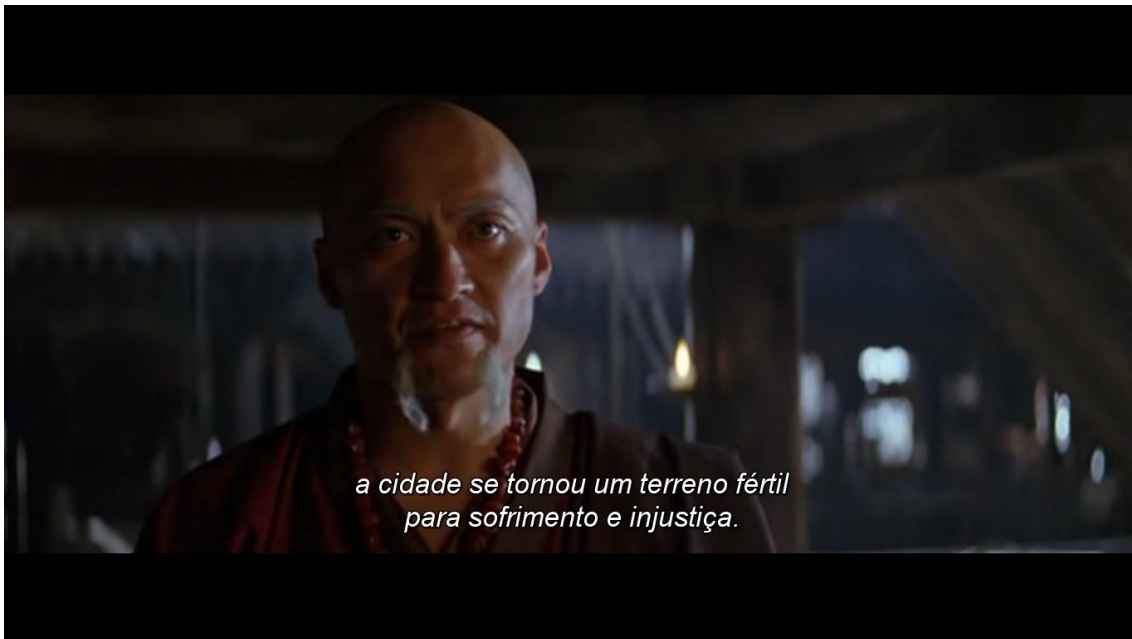 a cidade se tornou um terreno fértil
para sofrimento e injustiça.